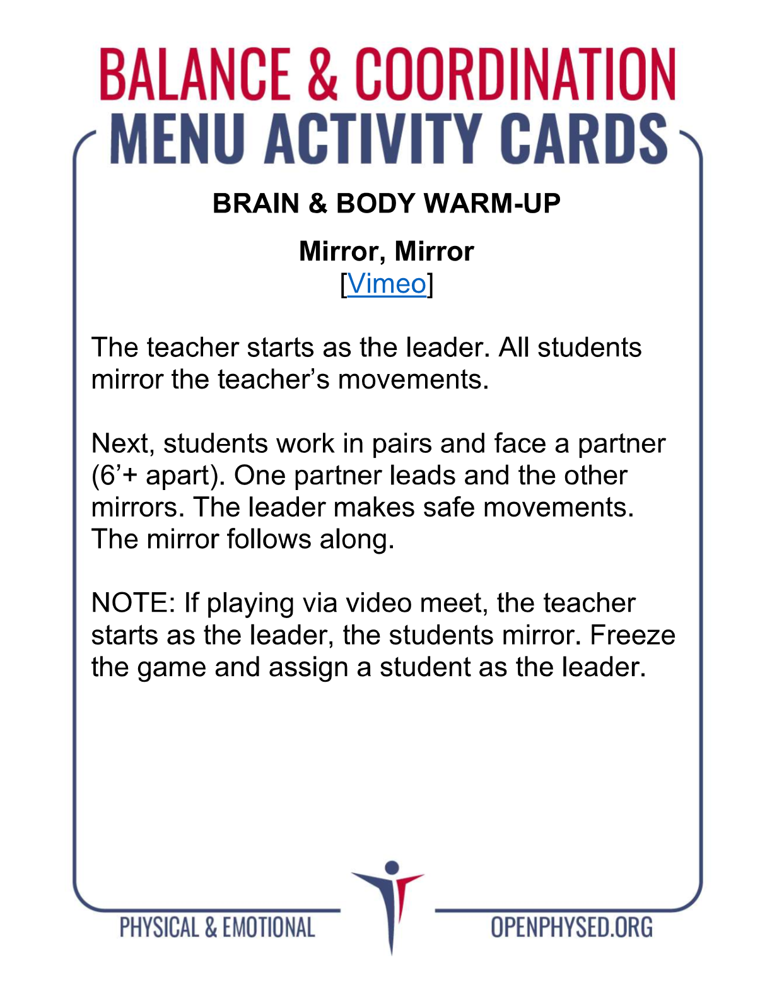 BALANCE & COORDINATION
MENU ACTIVITY CARDS
BRAIN & BODY WARM-UP
Mirror, Mirror
[Vimeo]
The teacher starts as the leader. All students
mirror the teacher’s movements.
Next, students work in pairs and face a partner
(6’+ apart). One partner leads and the other
mirrors. The leader makes safe movements.
The mirror follows along.
NOTE: If playing via video meet, the teacher
starts as the leader, the students mirror. Freeze
the game and assign a student as the leader.
PHYSICAL & EMOTIONAL
OPENPHYSED.ORG